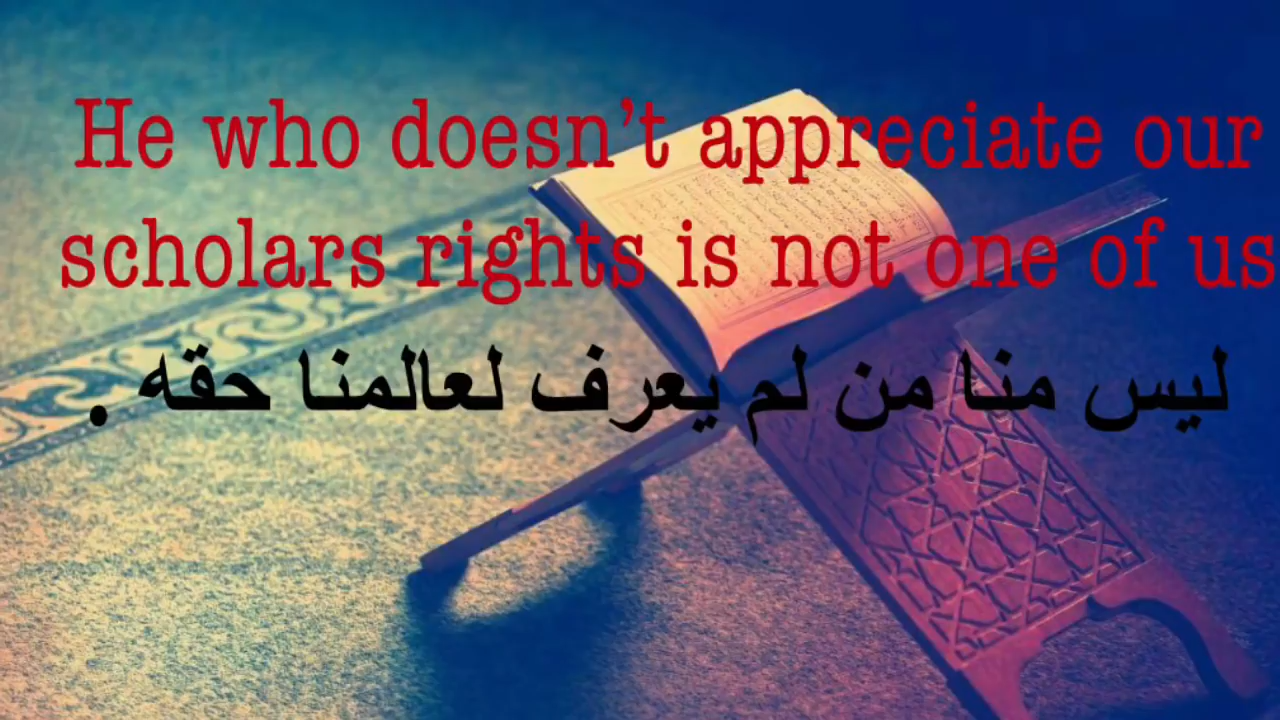 He who doesn't appreciate our
scholars rights is not one of us
ليس منا من لم يعرف لعالمنا حقه .